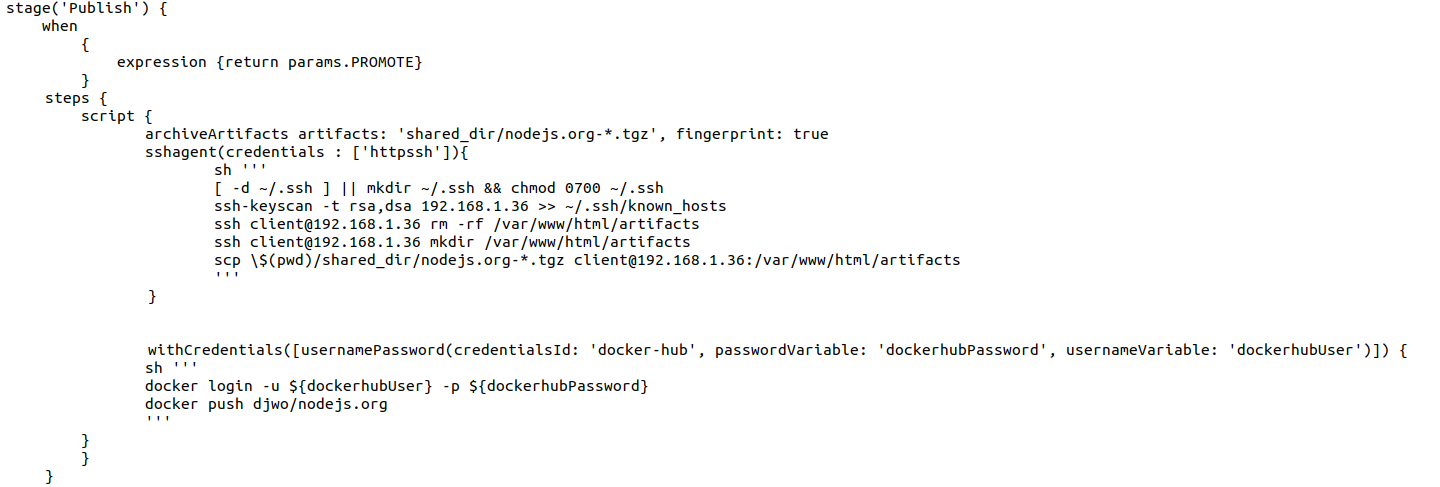 stage('Publish') {
    when
        {
            expression {return params.PROMOTE}
        }
    steps {
        script {
               archiveArtifacts artifacts: 'shared_dir/nodejs.org-*.tgz', fingerprint: true
               sshagent(credentials : ['httpssh']){
                       sh '''
                       [ -d ~/.ssh ] || mkdir ~/.ssh && chmod 0700 ~/.ssh
                       ssh-keyscan -t rsa,dsa 192.168.1.36 >> ~/.ssh/known_hosts
                       ssh client@192.168.1.36 rm -rf /var/www/html/artifacts
                       ssh client@192.168.1.36 mkdir /var/www/html/artifacts
                       scp \$(pwd)/shared_dir/nodejs.org-*.tgz client@192.168.1.36:/var/www/html/artifacts
                       '''
               }
               withCredentials([usernamePassword(credentialsId: 'docker-hub', passwordVariable: 'dockerhubPassword', usernameVariable: 'dockerhubUser')]) {
               sh '''
               docker login -u ${dockerhubUser} -p ${dockerhubPassword}
               docker push djwo/nodejs.org
               '''
        }
        }
    }